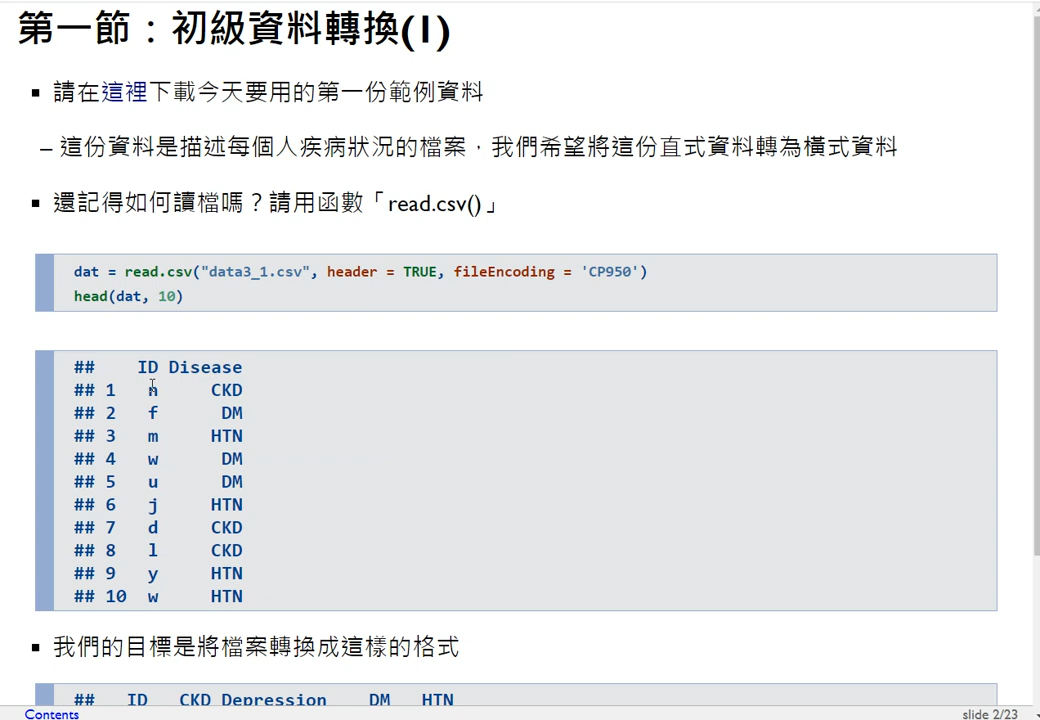 第一節：初級資料轉換(1)
請在這裡下載今天要用的第一份範例資料
– 這份資料是描述每個人疾病狀況的檔案，我們希望將這份直式資料轉為橫式資料
還記得如何讀檔嗎？請用函數「read.csv()」
dat = read.csv("data3_1.csv", header = TRUE, fileEncoding = 'CP950')
head(dat, 10)
##    ID Disease
## 1   n     CKD
## 2   f      DM
## 3   m     HTN
## 4   w      DM
## 5   u      DM
## 6   j     HTN
## 7   d     CKD
## 8   l     CKD
## 9   y     HTN
## 10  w     HTN
我們的目標是將檔案轉換成這樣的格式
##   ID   CKD Depression    DM   HTN
Contents
slide 2/23